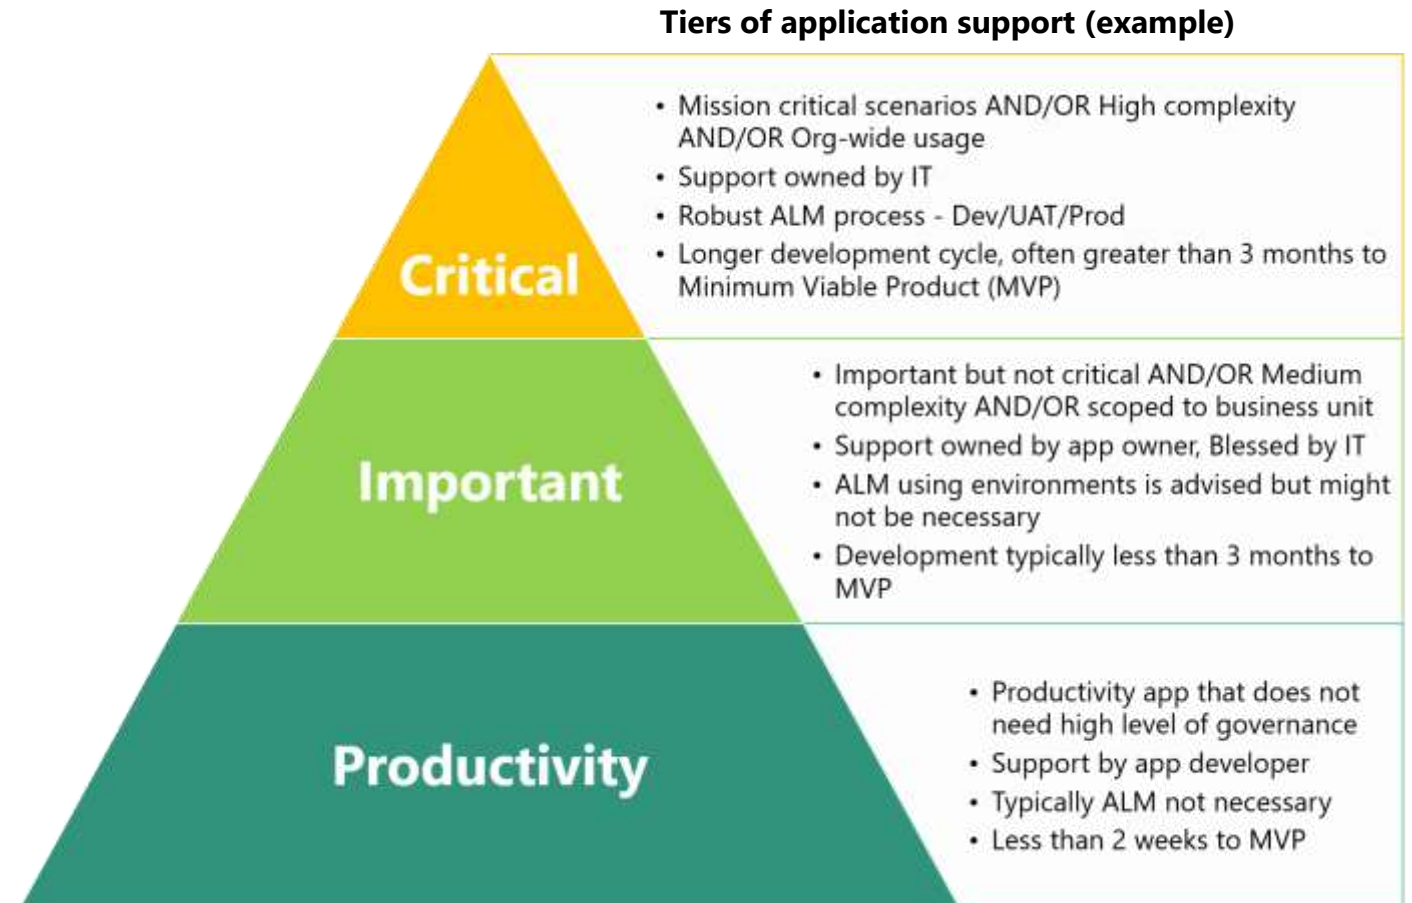 Tiers of application support (example)
• Mission critical scenarios AND/OR High complexity
AND/OR Org-wide usage
• Support owned by IT
• Robust ALM process - Dev/UAT/Prod
• Longer development cycle, often greater than 3 months to
Minimum Viable Product (MVP)
Critical
• Important but not critical AND/OR Medium
complexity AND/OR scoped to business unit
• Support owned by app owner, Blessed by IT
• ALM using environments is advised but might
not be necessary
• Development typically less than 3 months to
MVP
Important
• Productivity app that does not
need high level of governance
• Support by app developer
• Typically ALM not necessary
• Less than 2 weeks to MVP
Productivity